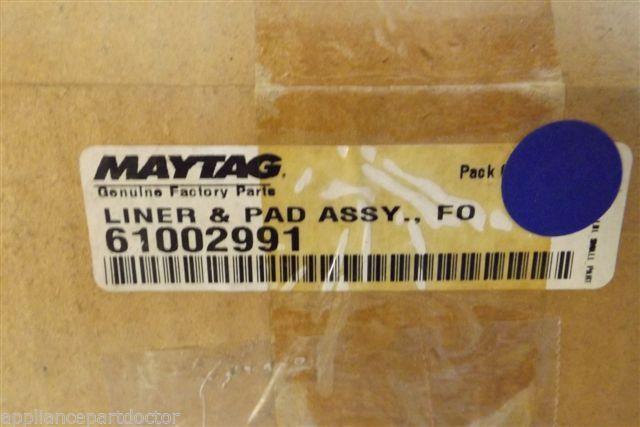 MAYTAG.
Genuine Factory Parts
Pack
LINER & PAD ASSY., FO
61002991
appliancepartdoctor